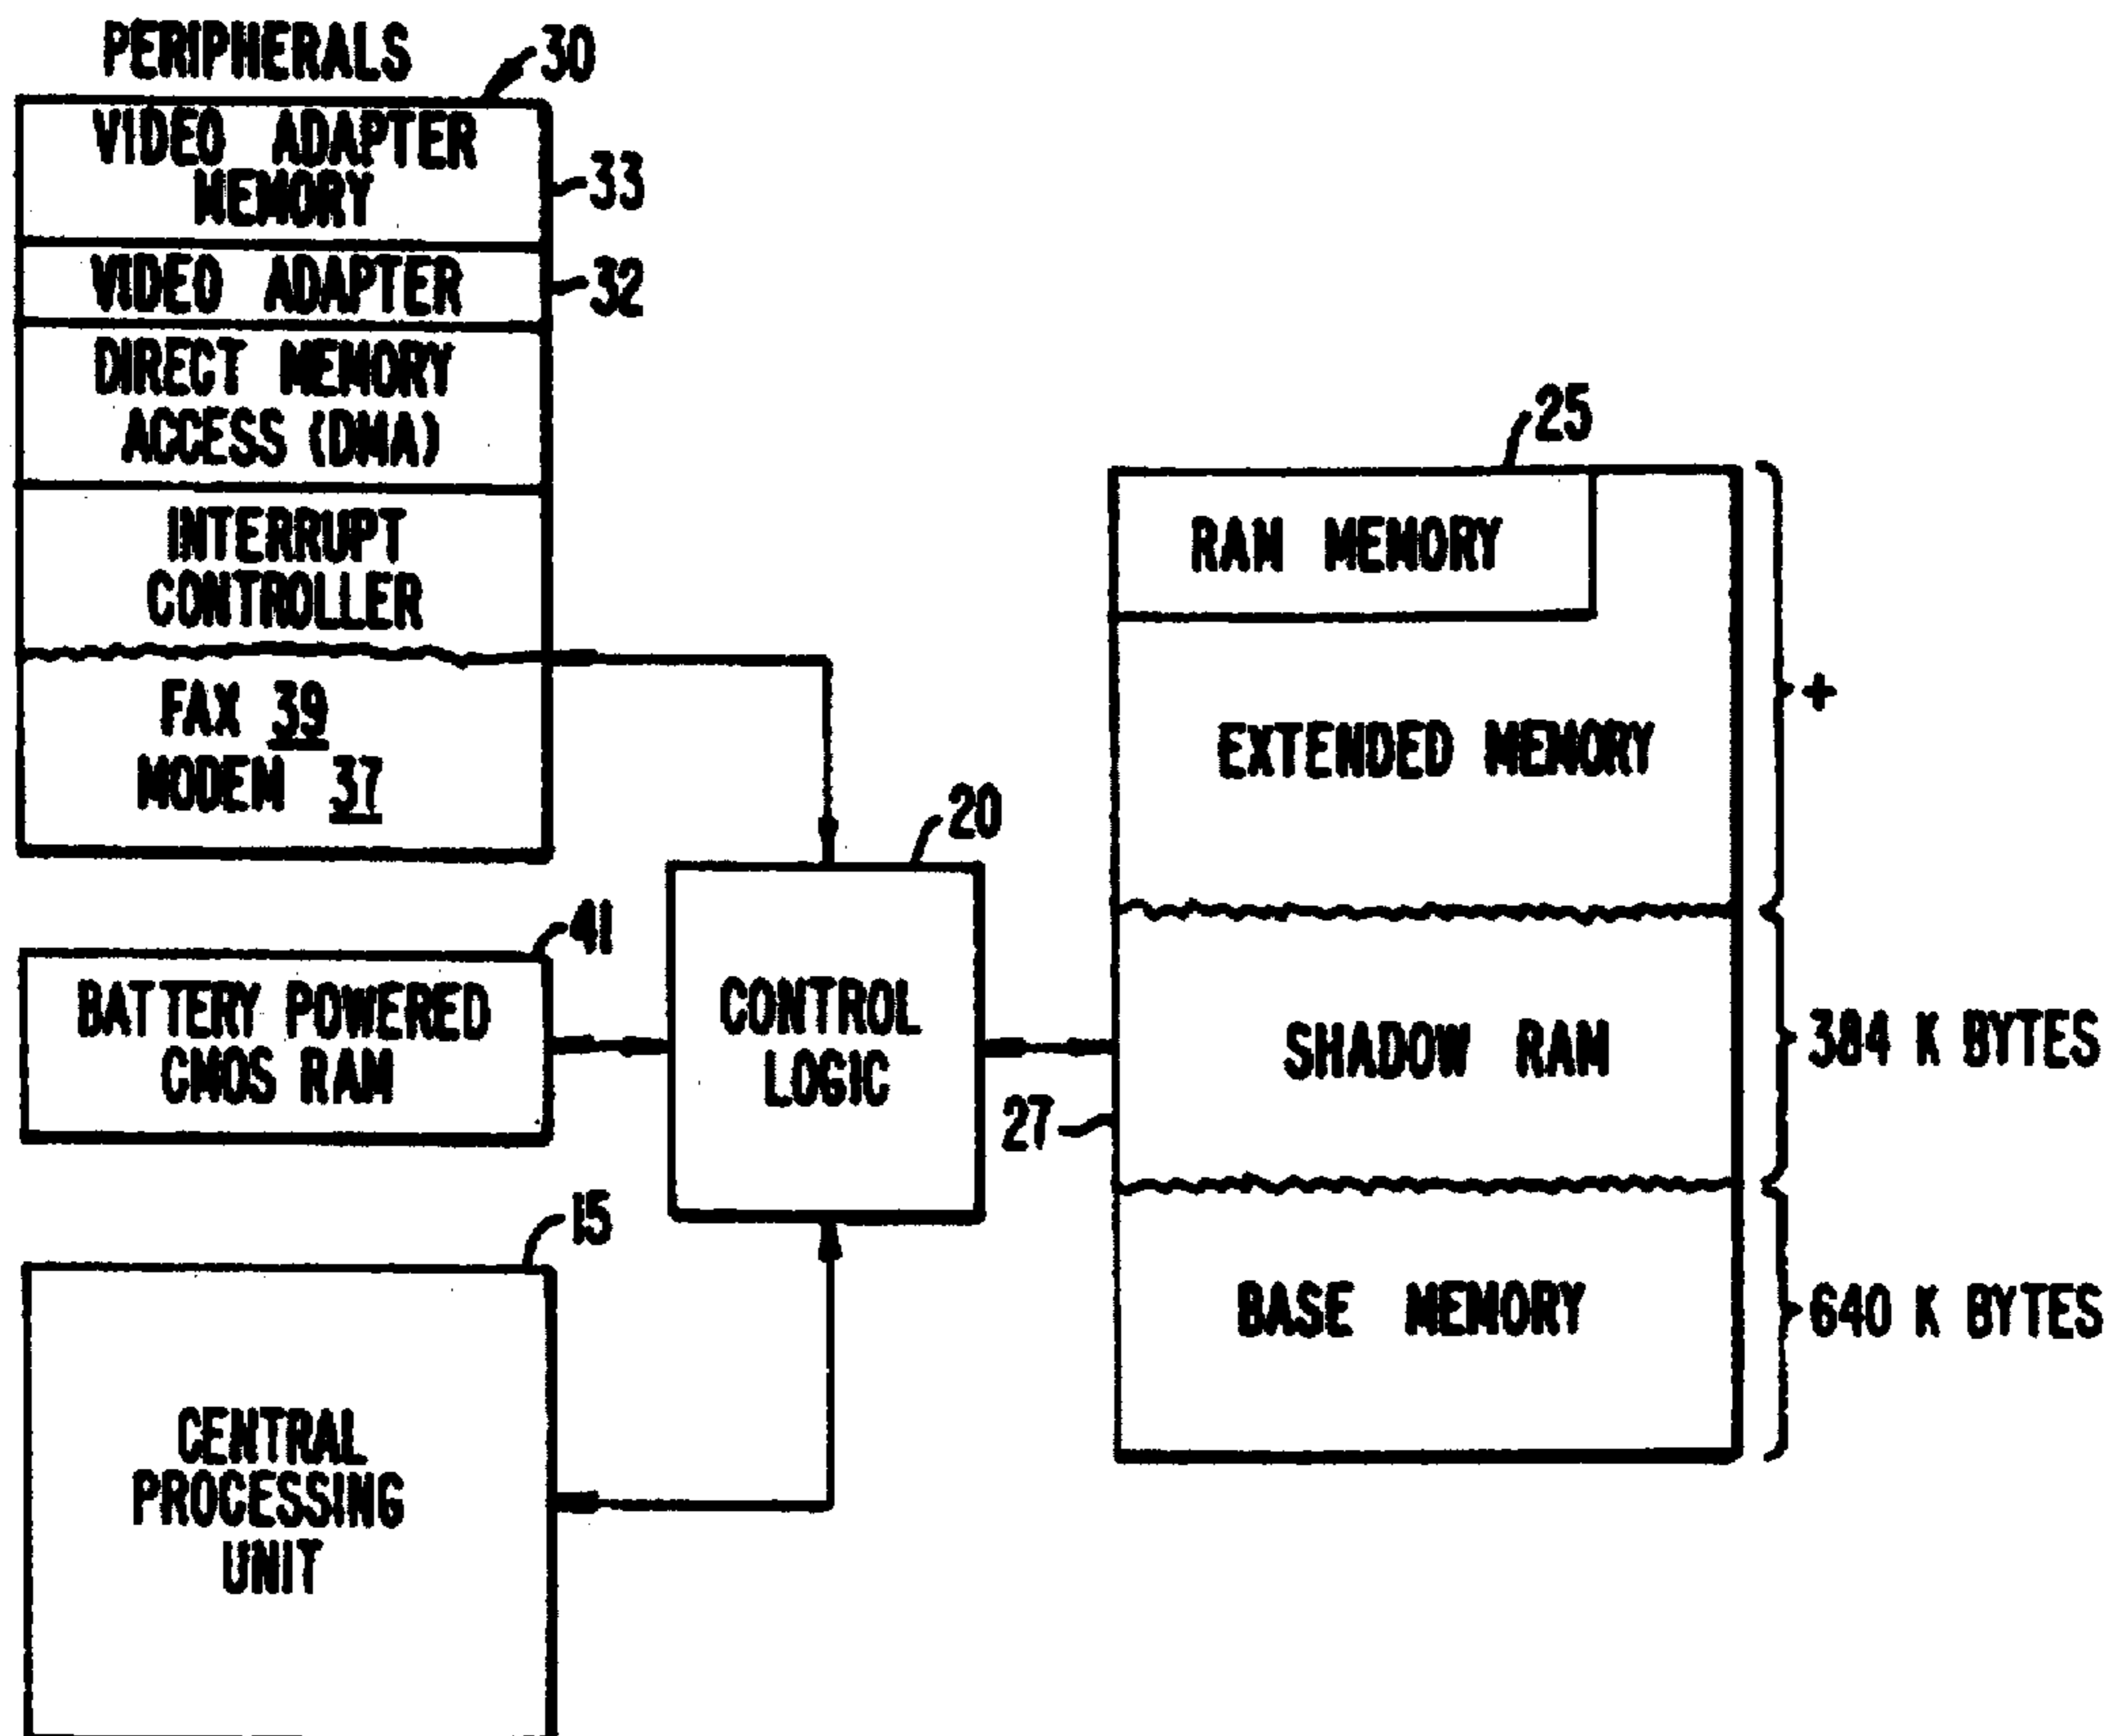 PERIPHERALS
30
VIDEO ADAPTER
MEMORY
33
VIDEO ADAPTER
32
DIRECT MEMORY
ACCESS (DMA)
INTERRUPT
CONTROLLER
FAX 39
MODEM 37
41
BATTERY POWERED
CMOS RAM
15
CENTRAL
PROCESSING
UNIT
20
CONTROL
LOGIC
25
RAM MEMORY
EXTENDED MEMORY
+
SHADOW RAM
384 K BYTES
27
BASE MEMORY
640 K BYTES